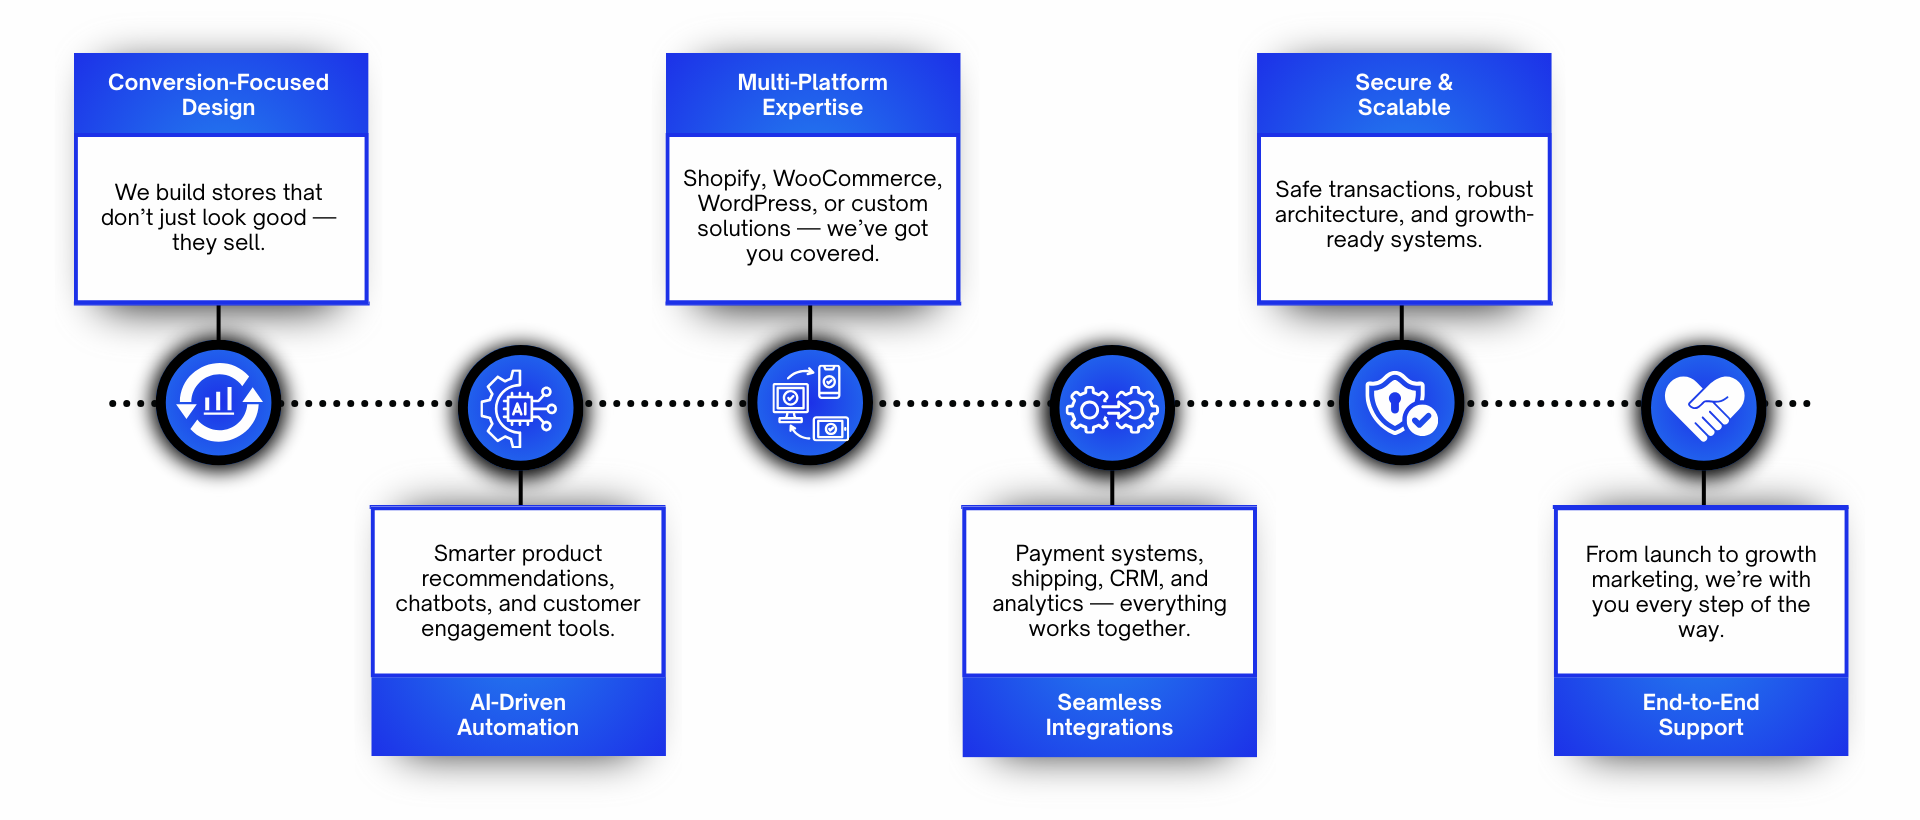 Conversion-Focused
Design
We build stores that
don’t just look good —
they sell.
Smarter product
recommendations,
chatbots, and customer
engagement tools.
AI-Driven
Automation
Multi-Platform
Expertise
Shopify, WooCommerce,
WordPress, or custom
solutions — we’ve got
you covered.
Payment systems,
shipping, CRM, and
analytics — everything
works together.
Seamless
Integrations
Secure &
Scalable
Safe transactions, robust
architecture, and growth-
ready systems.
From launch to growth
marketing, we’re with
you every step of the
way.
End-to-End
Support
AI